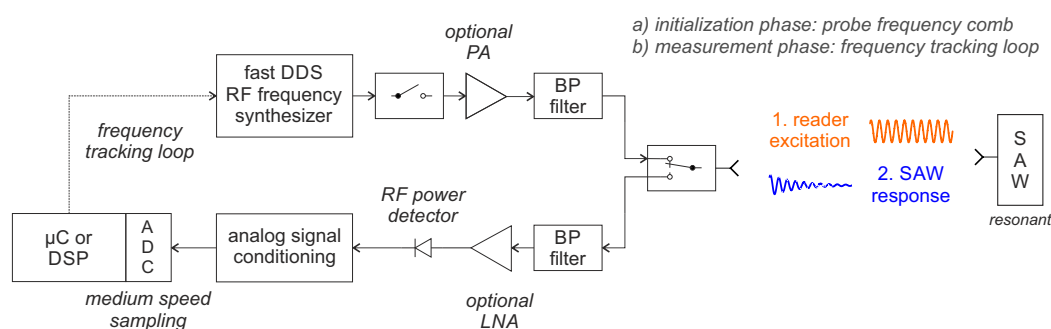 a) initialization phase: probe frequency comb
b) measurement phase: frequency tracking loop
optional
PA
fast DDS
RF frequency
synthesizer
BP
filter
frequency
tracking loop
1. reader
excitation
2. SAW
response
S
A
W
resonant
RF power
detector
µC or
DSP
A
D
C
analog signal
conditioning
BP
filter
medium speed
sampling
optional
LNA